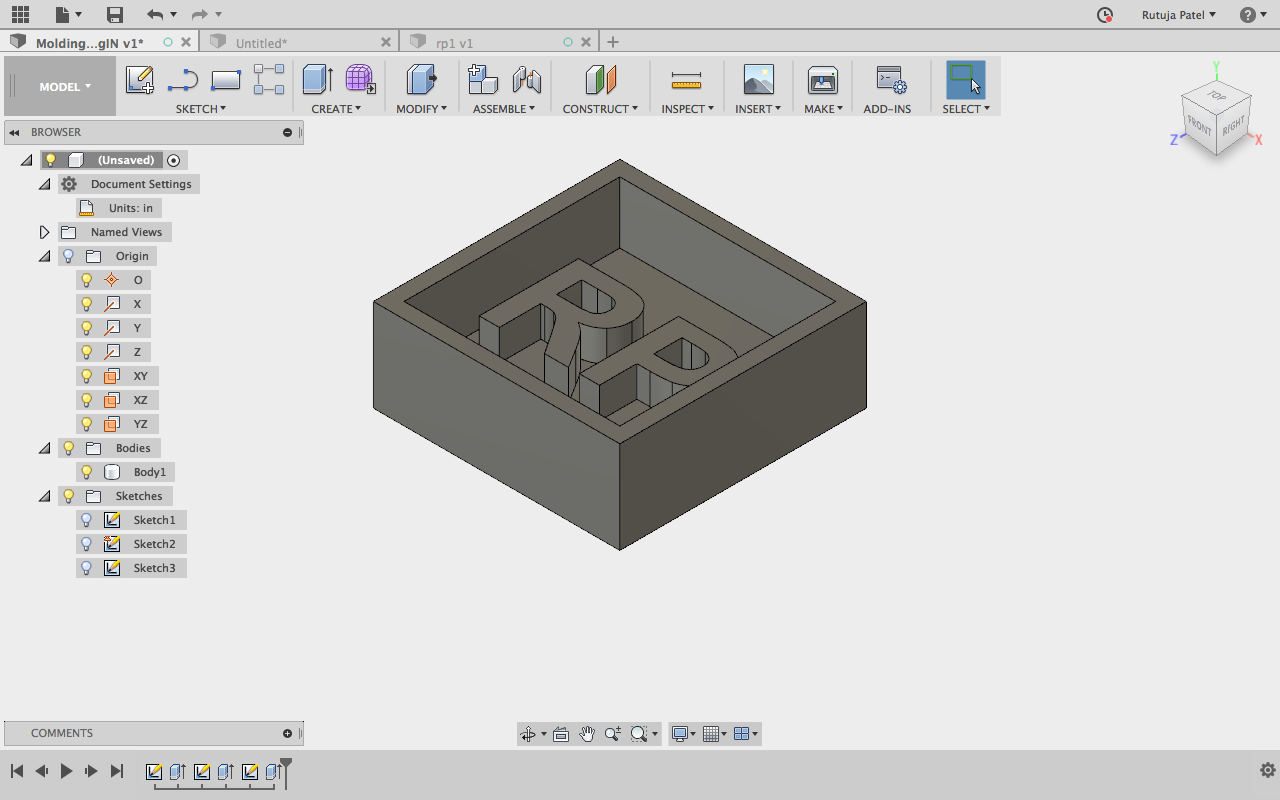 Rutuja Patel
?
Molding...gIN v1*
Untitled*
rp1 v1
MODEL
SKETCH
CREATE
MODIFY
ASSEMBLE
CONSTRUCT
INSPECT
INSERT
MAKE
ADD-INS
SELECT
Y
TOP
FRONT
RIGHT
Z
X
BROWSER
(Unsaved)
Document Settings
Units: in
Named Views
Origin
O
X
Y
Z
XY
XZ
YZ
Bodies
Body1
Sketches
Sketch1
Sketch2
Sketch3
RP
COMMENTS